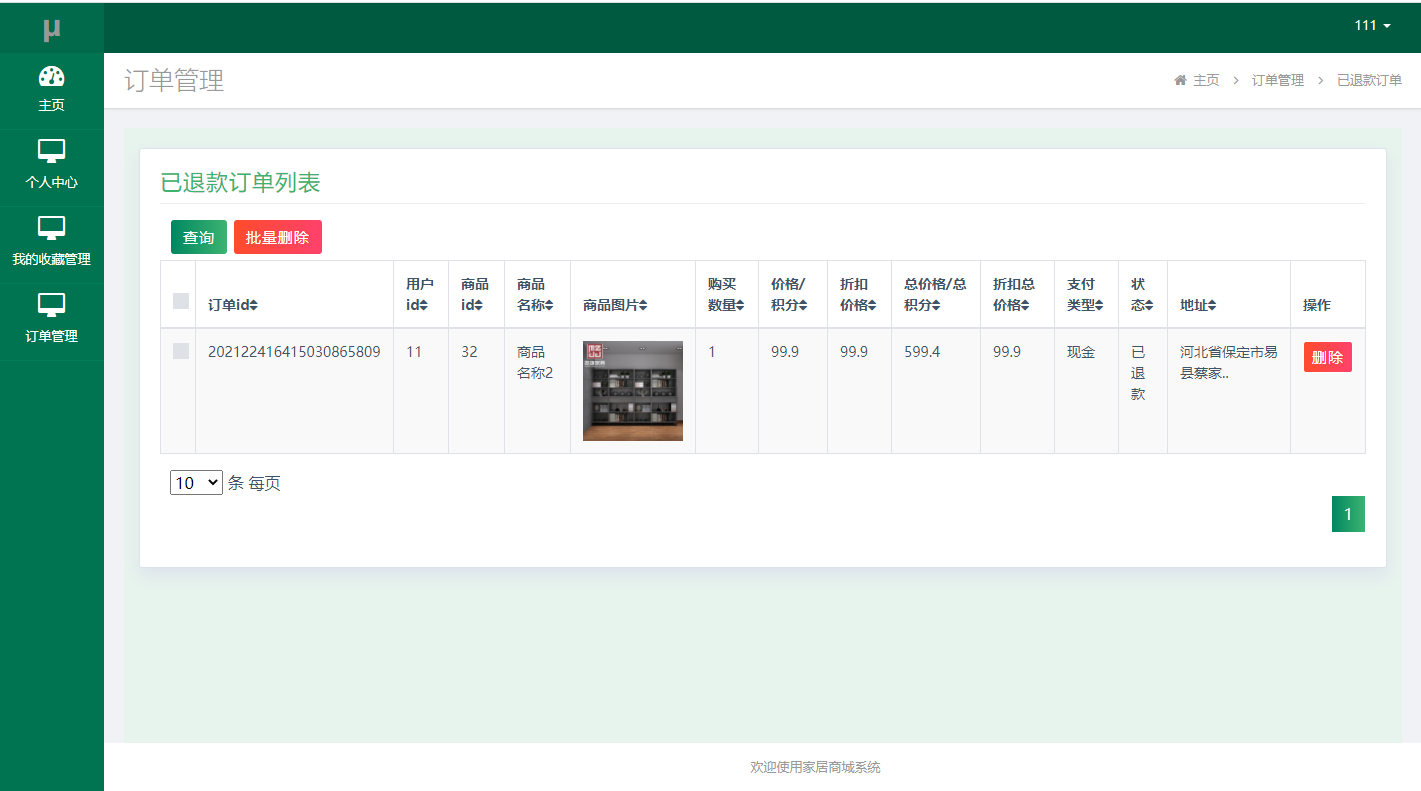 µ
111
主页
个人中心
我的收藏管理
订单管理
订单管理
主页 > 订单管理 > 已退款订单
已退款订单列表
查询 批量删除
订单id 用户id 商品id 商品名称 商品图片 购买数量 价格/积分 折扣价格 总价格/总积分 折扣总价格 支付类型 状态 地址 操作
202122416415030865809 11 32 商品名称2 1 99.9 99.9 599.4 99.9 现金 已退款 河北省保定市易县蔡家.. 删除
10 条 每页
1
欢迎使用家居商城系统